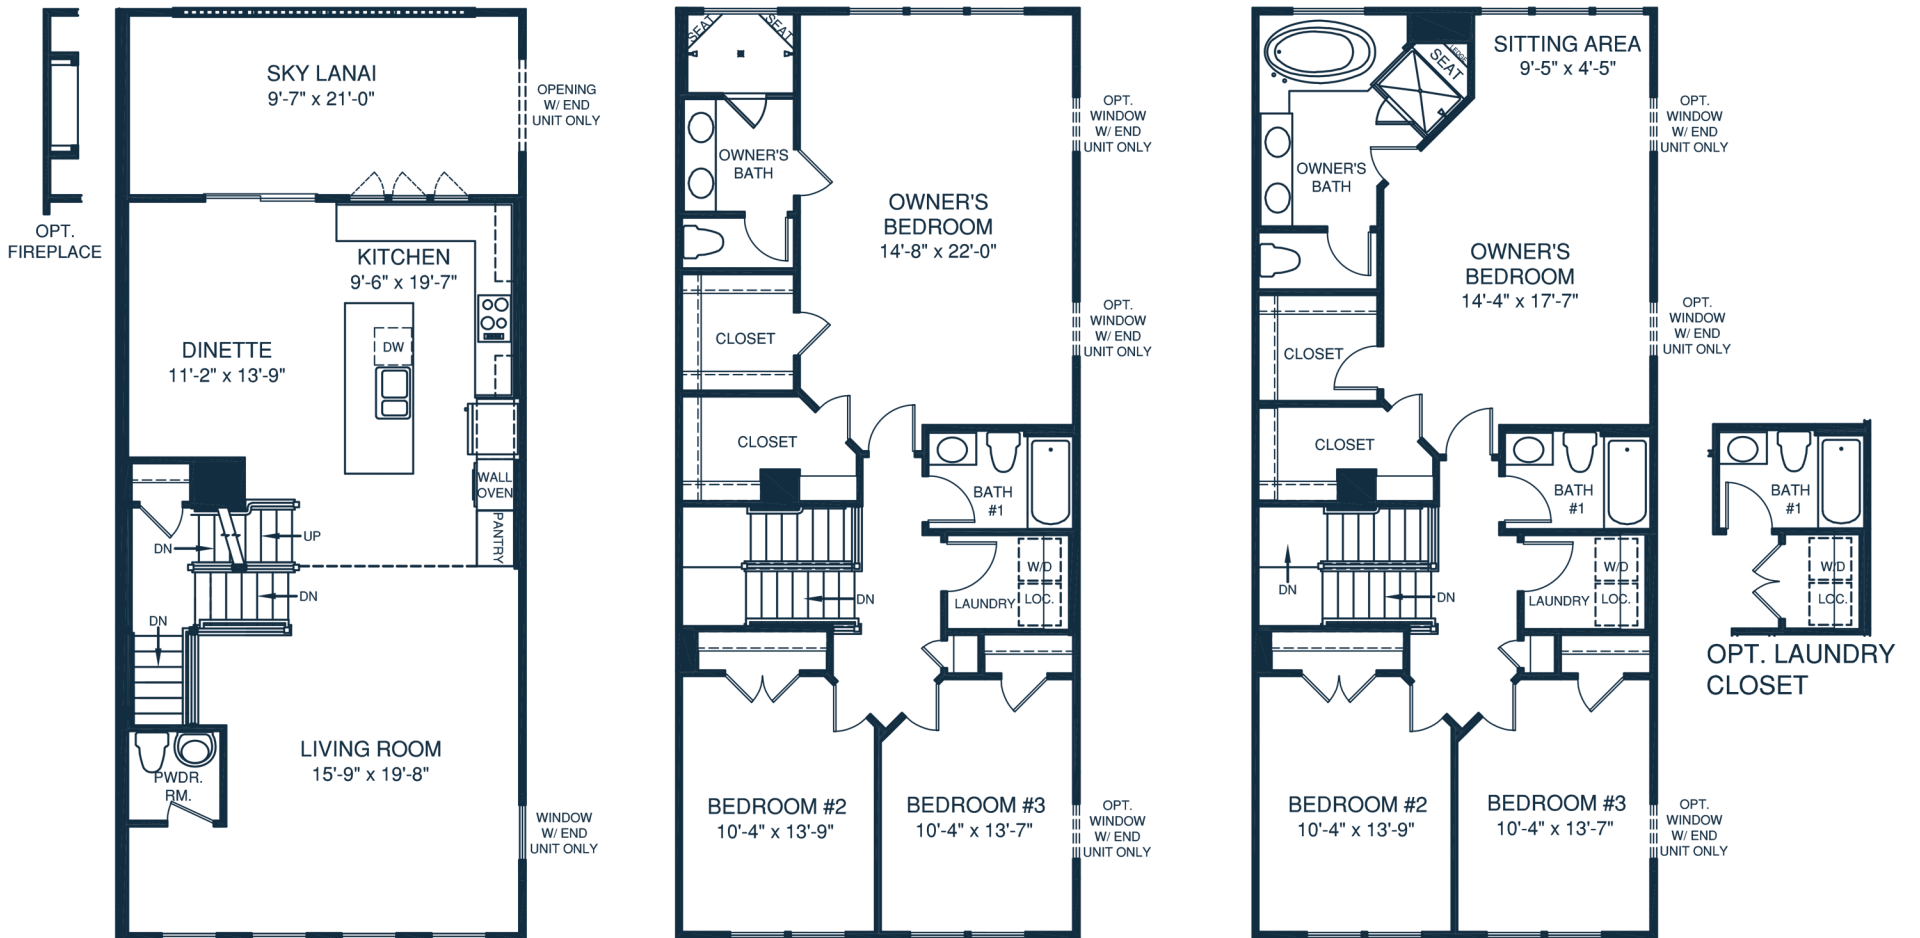 SKY LANAI
9'-7" x 21'-0"
OPENING
W/ END
UNIT ONLY
OPT.
FIREPLACE
KITCHEN
9'-6" x 19'-7"
DINETTE
11'-2" x 13'-9"
DW
WALL
OVEN
PANTRY
UP
DN
DN
DN
LIVING ROOM
15'-9" x 19'-8"
PWDR.
RM.
WINDOW
W/ END
UNIT ONLY
SEAT
SEAT
OWNER'S
BATH
OWNER'S
BEDROOM
14'-8" x 22'-0"
OPT.
WINDOW
W/ END
UNIT ONLY
OPT.
WINDOW
W/ END
UNIT ONLY
CLOSET
CLOSET
BATH
#1
W/D
LOC.
LAUNDRY
DN
BEDROOM #2
10'-4" x 13'-9"
BEDROOM #3
10'-4" x 13'-7"
OPT.
WINDOW
W/ END
UNIT ONLY
LEDGE
SEAT
SITTING AREA
9'-5" x 4'-5"
OWNER'S
BATH
OWNER'S
BEDROOM
14'-4" x 17'-7"
OPT.
WINDOW
W/ END
UNIT ONLY
OPT.
WINDOW
W/ END
UNIT ONLY
CLOSET
CLOSET
BATH
#1
W/D
LOC.
LAUNDRY
DN
DN
BEDROOM #2
10'-4" x 13'-9"
BEDROOM #3
10'-4" x 13'-7"
OPT.
WINDOW
W/ END
UNIT ONLY
BATH
#1
W/D
LOC.
OPT. LAUNDRY
CLOSET